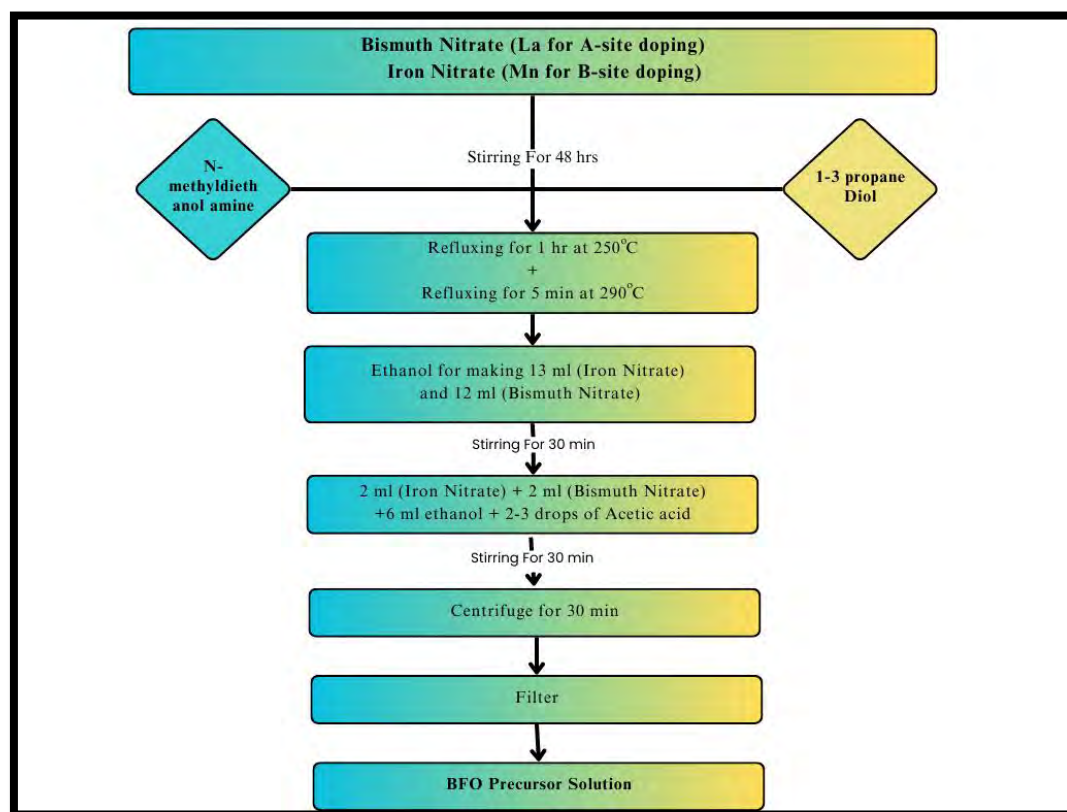 Bismuth Nitrate (La for A-site doping)
Iron Nitrate (Mn for B-site doping)
Stirring For 48 hrs
N-
methyldieth
anol amine
1-3 propane
Diol
Refluxing for 1 hr at 250°C
+
Refluxing for 5 min at 290°C
Ethanol for making 13 ml (Iron Nitrate)
and 12 ml (Bismuth Nitrate)
Stirring For 30 min
2 ml (Iron Nitrate) + 2 ml (Bismuth Nitrate)
+6 ml ethanol + 2-3 drops of Acetic acid
Stirring For 30 min
Centrifuge for 30 min
Filter
BFO Precursor Solution